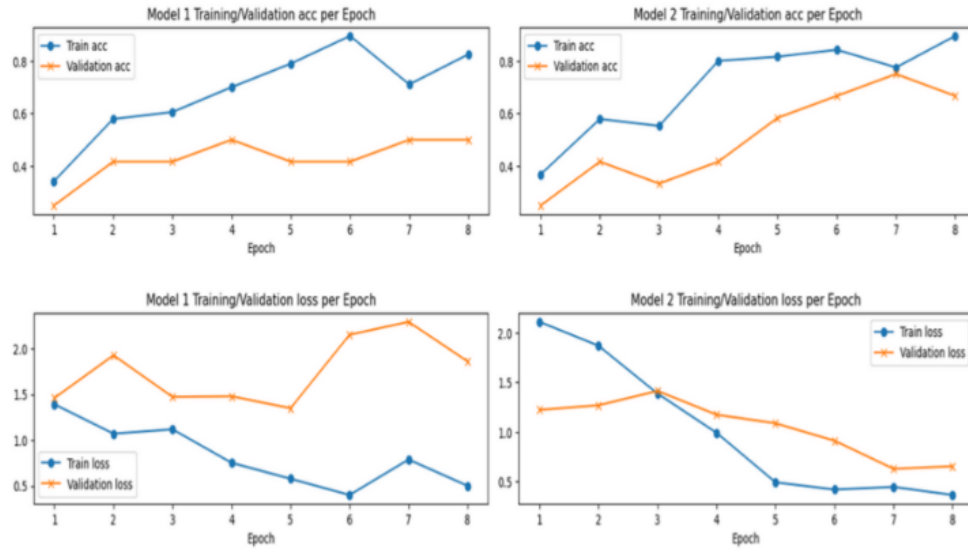 Model 1 Training/Validation acc per Epoch
Train acc
Validation acc
0.8
0.6
0.4
1 2 3 4 5 6 7 8
Epoch
Model 2 Training/Validation acc per Epoch
Train acc
Validation acc
0.8
0.6
0.4
1 2 3 4 5 6 7 8
Epoch
Model 1 Training/Validation loss per Epoch
2.0
1.5
1.0
0.5
Train loss
Validation loss
1 2 3 4 5 6 7 8
Epoch
Model 2 Training/Validation loss per Epoch
Train loss
Validation loss
2.0
1.5
1.0
0.5
1 2 3 4 5 6 7 8
Epoch